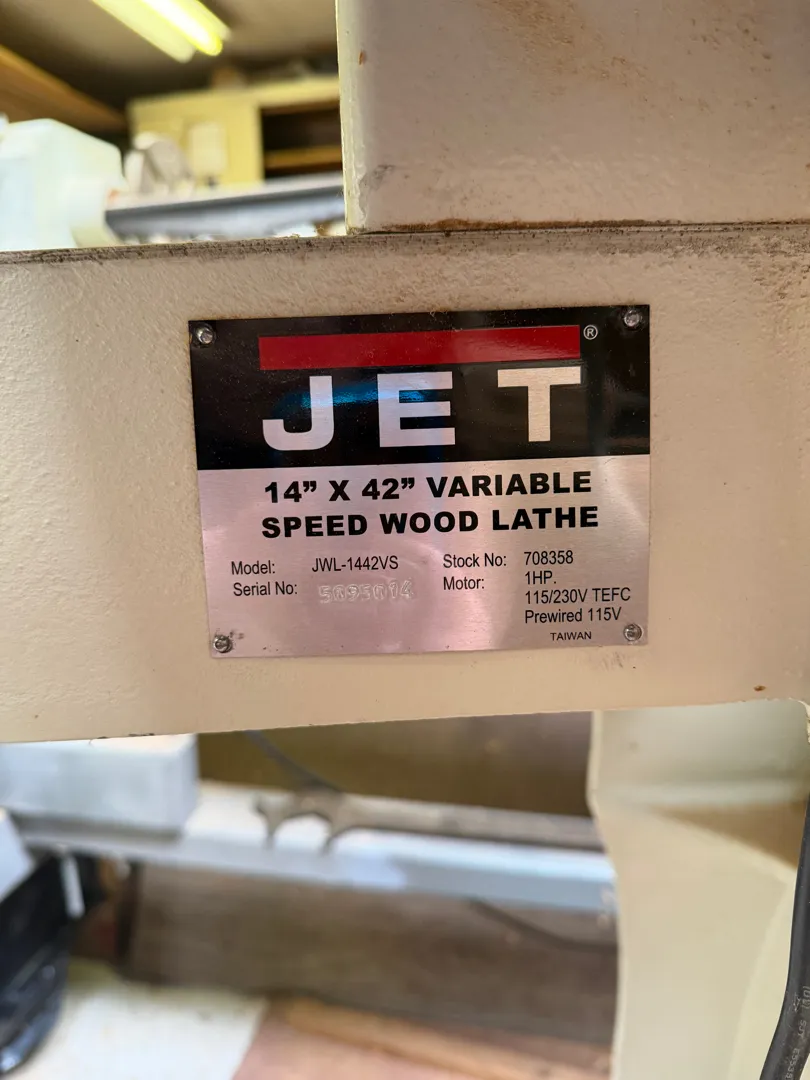 JET®
14” X 42” VARIABLE
SPEED WOOD LATHE
Model: JWL-1442VS
Serial No: 5095014
Stock No: 708358
Motor: 1HP.
115/230V TEFC
Prewired 115V
TAIWAN